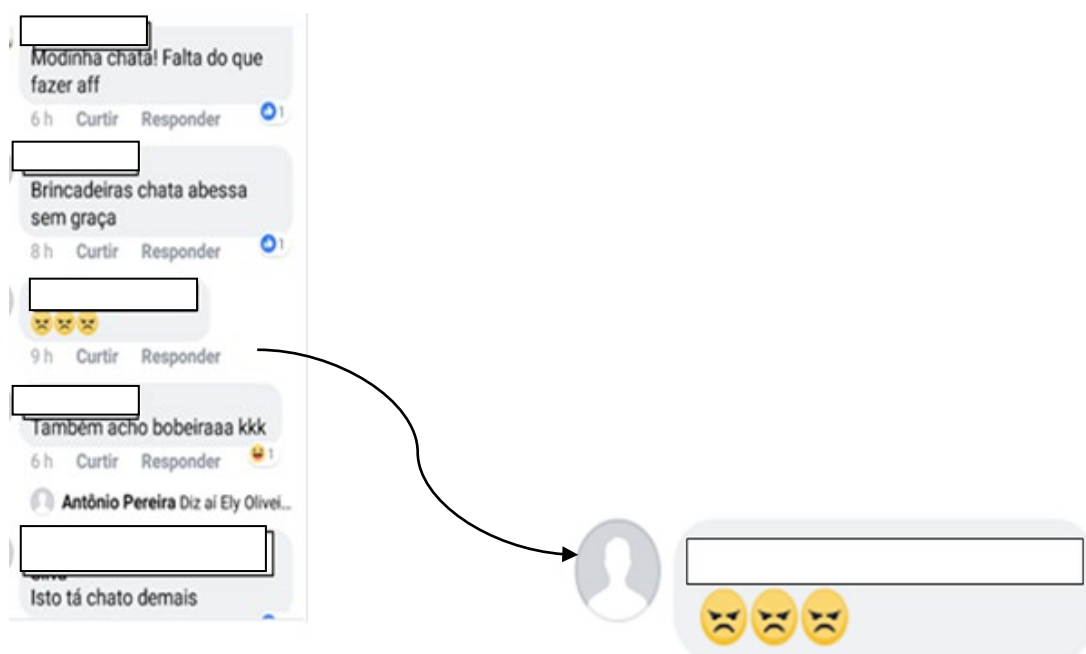 Modinha chata! Falta do que
fazer aff
6 h Curtir Responder 1
Brincadeiras chata abessa
sem graça
8 h Curtir Responder 1
😠😠😠
9 h Curtir Responder
Também acho bobeiraaa kkk
6 h Curtir Responder 1
Antônio Pereira Diz aí Ely Olivei...
Isto tá chato demais
😠😠😠